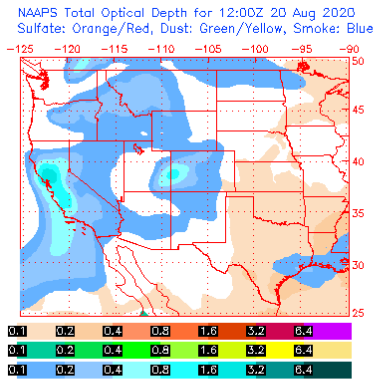 NAAPS Total Optical Depth for 12:00Z 20 Aug 2020
Sulfate: Orange/Red, Dust: Green/Yellow, Smoke: Blue
-125 -120 -115 -110 -105 -100 -95 -90
50
45
40
35
30
25
0.1 0.2 0.4 0.8 1.6 3.2 6.4
0.1 0.2 0.4 0.8 1.6 3.2 6.4
0.1 0.2 0.4 0.8 1.6 3.2 6.4